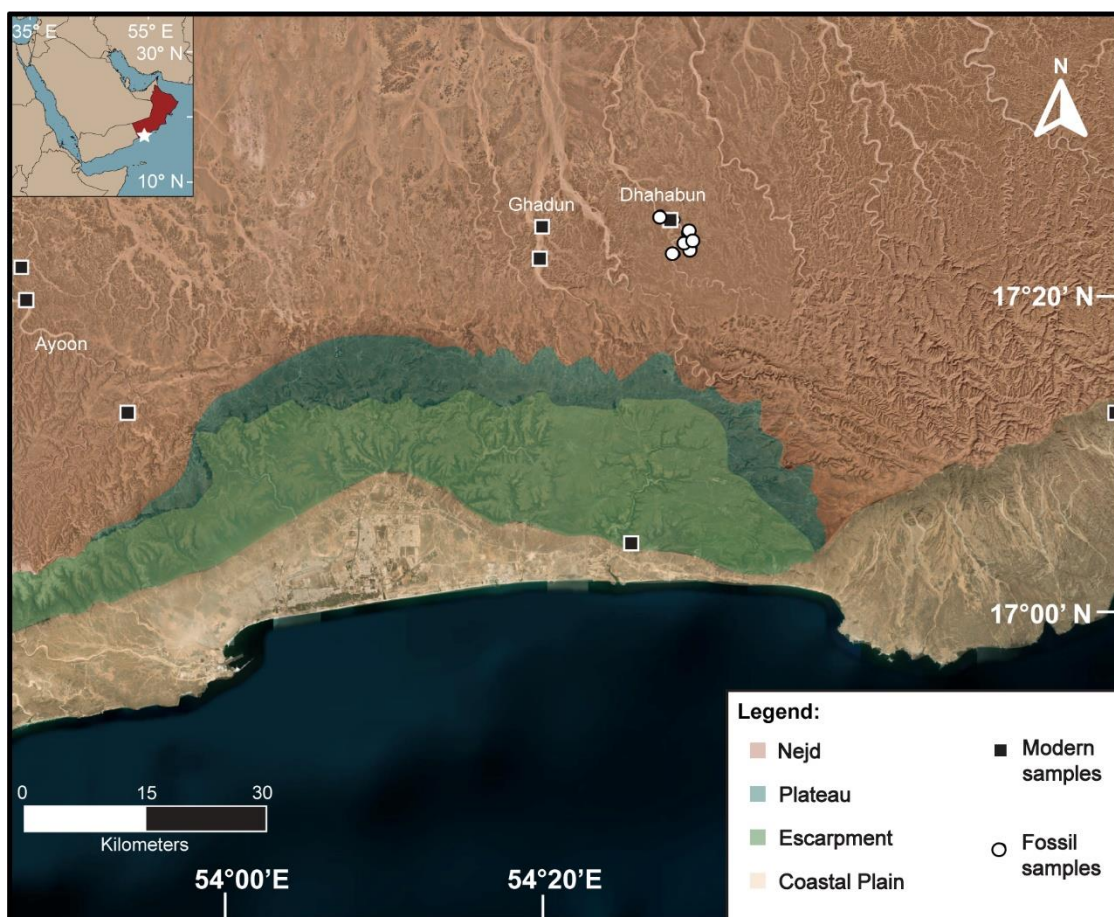 35° E 55° E
30° N
10° N
N
Ghadun
Dhahabun
17°20’ N
Ayoon
17°00’ N
Legend:
Nejd
Plateau
Escarpment
Coastal Plain
Modern
samples
Fossil
samples
0 15 30
Kilometers
54°00’E
54°20’E